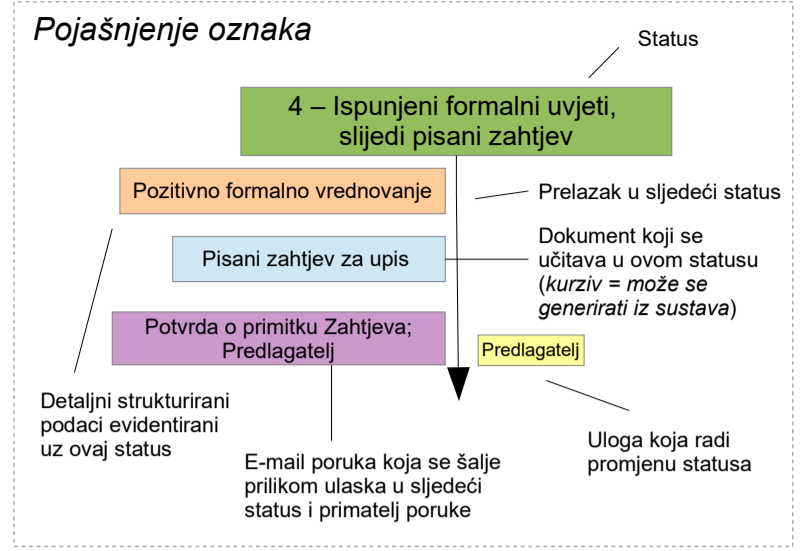 Pojašnjenje oznaka
Status
4 – Ispunjeni formalni uvjeti,
slijedi pisani zahtjev
Pozitivno formalno vrednovanje
Prelazak u sljedeći status
Pisani zahtjev za upis
Dokument koji se
učitava u ovom statusu
(kurziv = može se
generirati iz sustava)
Potvrda o primitku Zahtjeva;
Predlagatelj
Predlagatelj
Detaljni strukturirani
podaci evidentirani
uz ovaj status
E-mail poruka koja se šalje
prilikom ulaska u sljedeći
status i primatelj poruke
Uloga koja radi
promjenu statusa